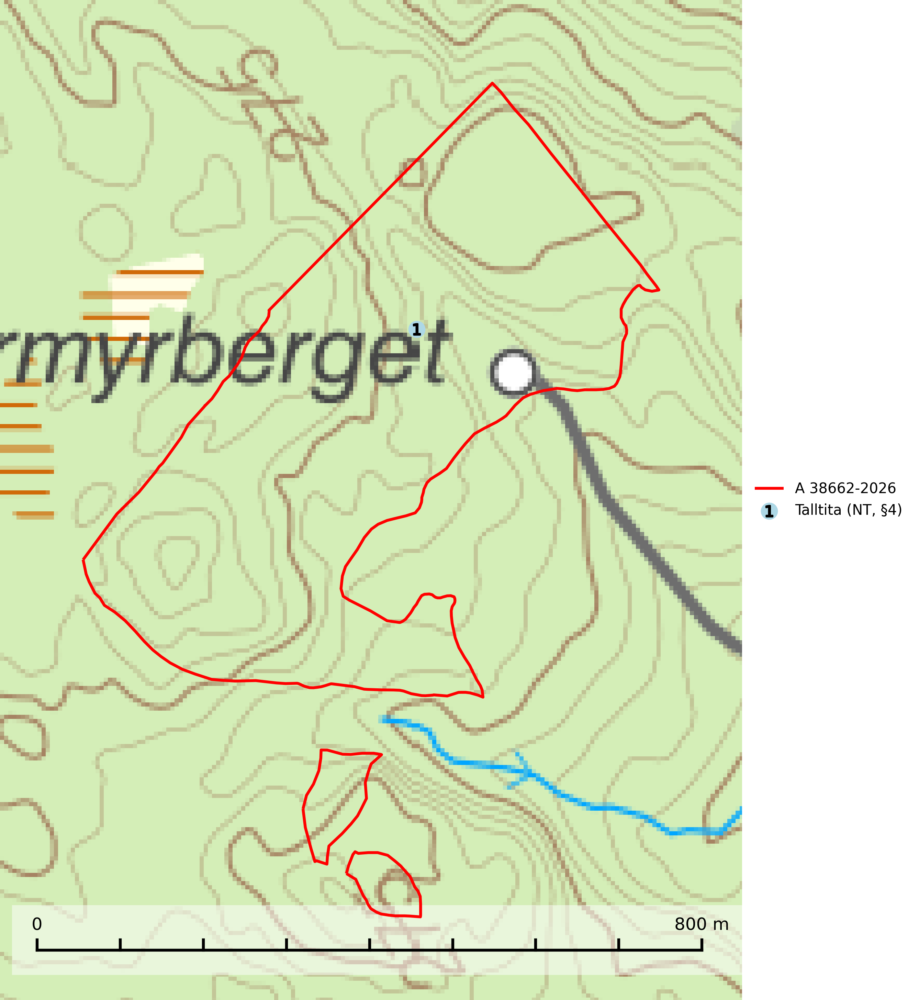 rmyrberget
1
A 38662-2026
1 Talltita (NT, §4)
0 800 m